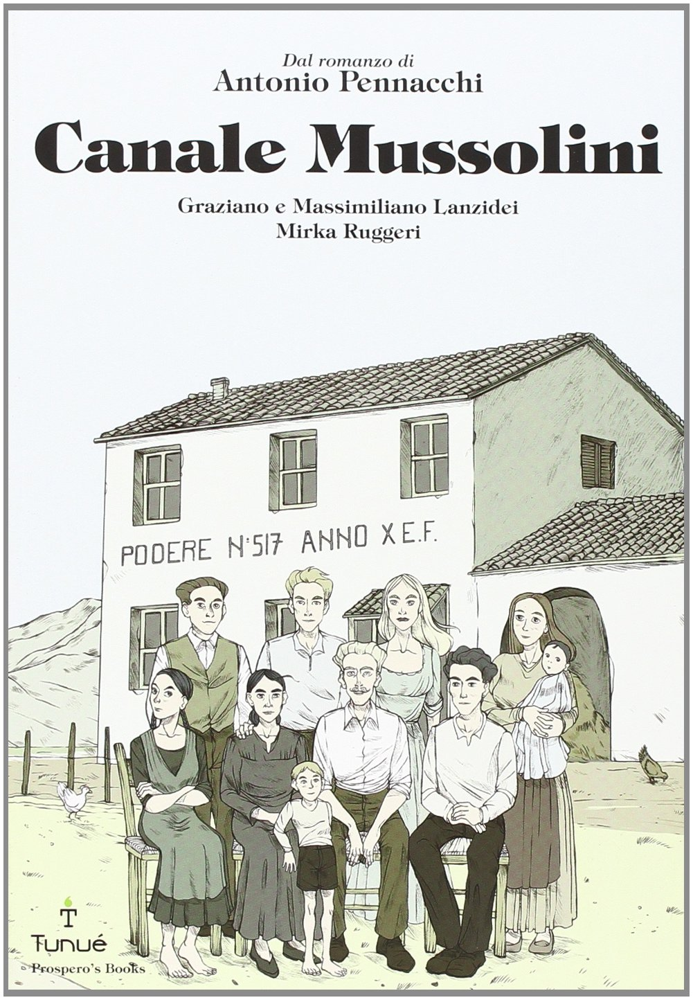 Dal romanzo di
Antonio Pennacchi
Canale Mussolini
Graziano e Massimiliano Lanzidei
Mirka Ruggeri
PODERE N:517 ANNO X E.F.
T
Tunué
Prospero's Books